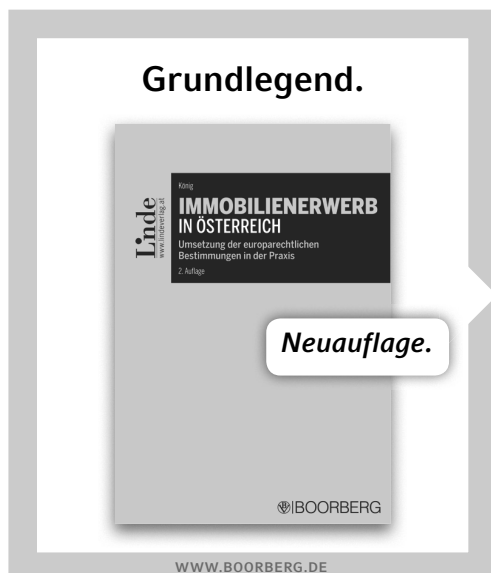 Grundlegend.
Linde
www.lindeverlag.at
König
IMMOBILIENERWERB
IN ÖSTERREICH
Umsetzung der europarechtlichen
Bestimmungen in der Praxis
2. Auflage
Neuauflage.
BOORBERG
WWW.BOORBERG.DE